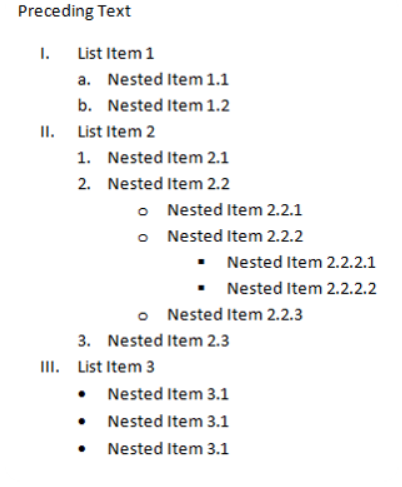 Preceding Text
I. List Item 1
a. Nested Item 1.1
b. Nested Item 1.2
II. List Item 2
1. Nested Item 2.1
2. Nested Item 2.2
o Nested Item 2.2.1
o Nested Item 2.2.2
▪ Nested Item 2.2.2.1
▪ Nested Item 2.2.2.2
o Nested Item 2.2.3
3. Nested Item 2.3
III. List Item 3
• Nested Item 3.1
• Nested Item 3.1
• Nested Item 3.1